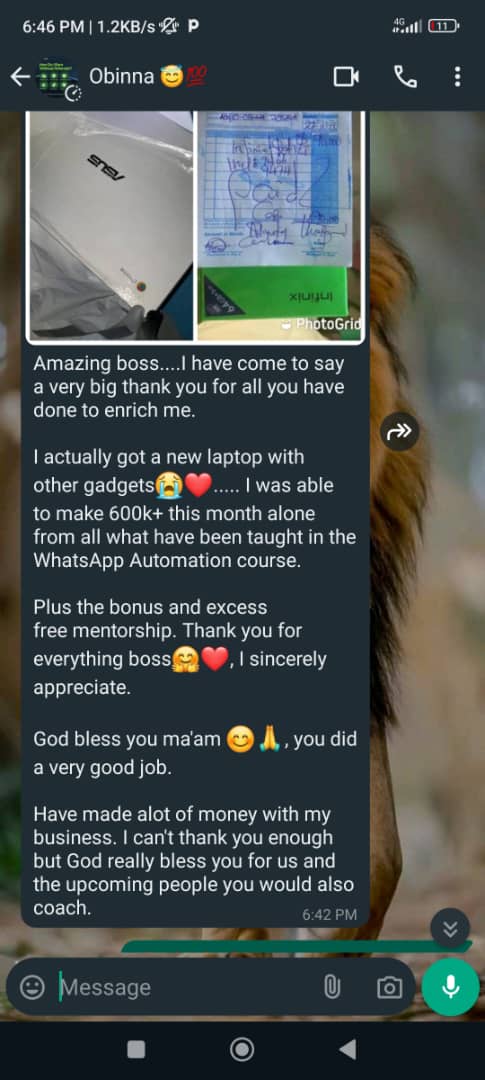 6:46 PM | 1.2KB/s
4G
11
Obinna 😇💯
ASUS
Infinix
PhotoGrid
Amazing boss....I have come to say
a very big thank you for all you have
done to enrich me.
I actually got a new laptop with
other gadgets😭❤️..... I was able
to make 600k+ this month alone
from all what have been taught in the
WhatsApp Automation course.
Plus the bonus and excess
free mentorship. Thank you for
everything boss🤗❤️, I sincerely
appreciate.
God bless you ma'am 😊🙏, you did
a very good job.
Have made alot of money with my
business. I can't thank you enough
but God really bless you for us and
the upcoming people you would also
coach.
6:42 PM
Message